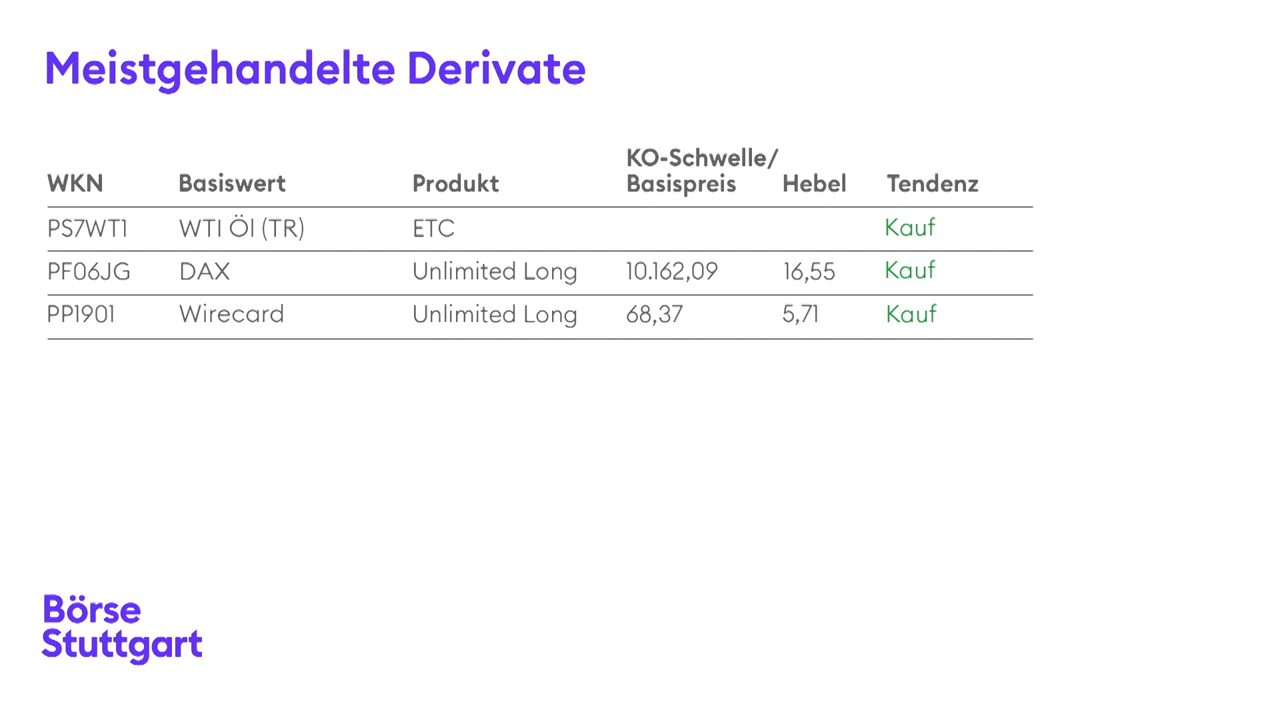 Meistgehandelte Derivate
WKN Basiswert Produkt KO-Schwelle/ Basispreis Hebel Tendenz
PS7WT1 WTI Öl (TR) ETC Kauf
PF06JG DAX Unlimited Long 10.162,09 16,55 Kauf
PP1901 Wirecard Unlimited Long 68,37 5,71 Kauf
Börse
Stuttgart